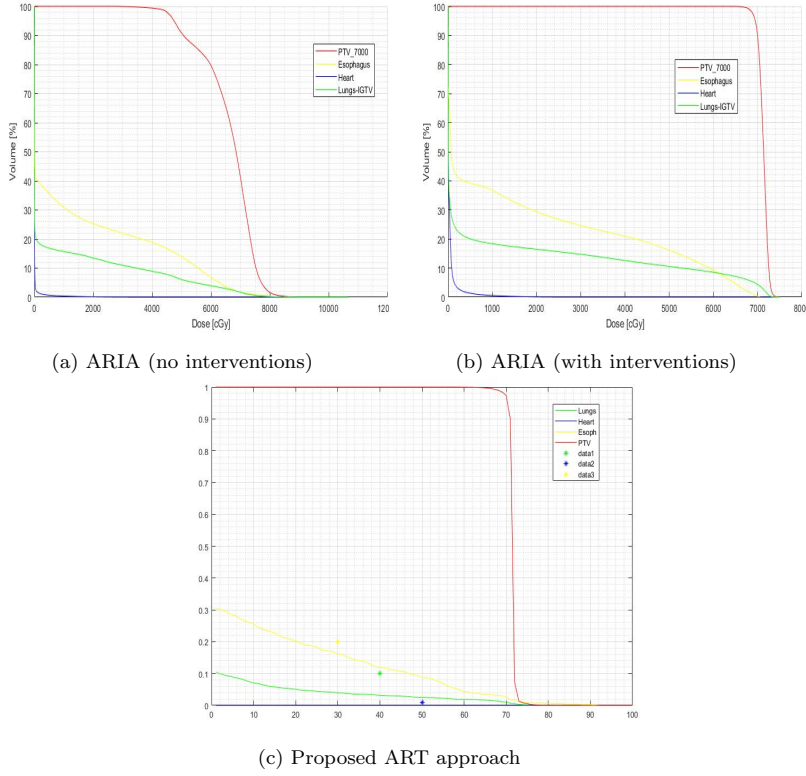 100
90
80
70
60
50
40
30
20
10
0
Volume [%]
0 2000 4000 6000 8000 10000 120
Dose [cGy]
PTV_7000
Esophagus
Heart
Lungs-IGTV
100
90
80
70
60
50
40
30
20
10
0
Volume [%]
0 1000 2000 3000 4000 5000 6000 7000 800
Dose [cGy]
PTV_7000
Esophagus
Heart
Lungs-IGTV
(a) ARIA (no interventions)
(b) ARIA (with interventions)
1
0.9
0.8
0.7
0.6
0.5
0.4
0.3
0.2
0.1
0
0 10 20 30 40 50 60 70 80 90 100
Lungs
Heart
Esoph
PTV
data1
data2
data3
(c) Proposed ART approach